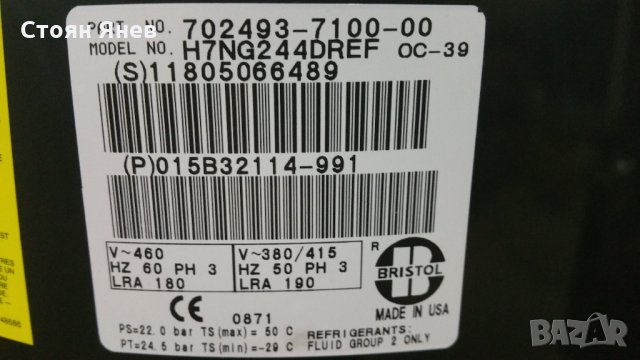 Стоян Янев
PART NO. 702493-7100-00
MODEL NO. H7NG244DREF OC-39
(S)11805066489
(P)015B32114-991
V~460
HZ 60 PH 3
LRA 180
V~380/415
HZ 50 PH 3
LRA 190
R
BRISTOL
MADE IN USA
CE 0871
PS=22.0 bar TS(max)= 50 C
PT=24.5 bar TS(min)=-29 C
REFRIGERANTS:
FLUID GROUP 2 ONLY
BAZAR